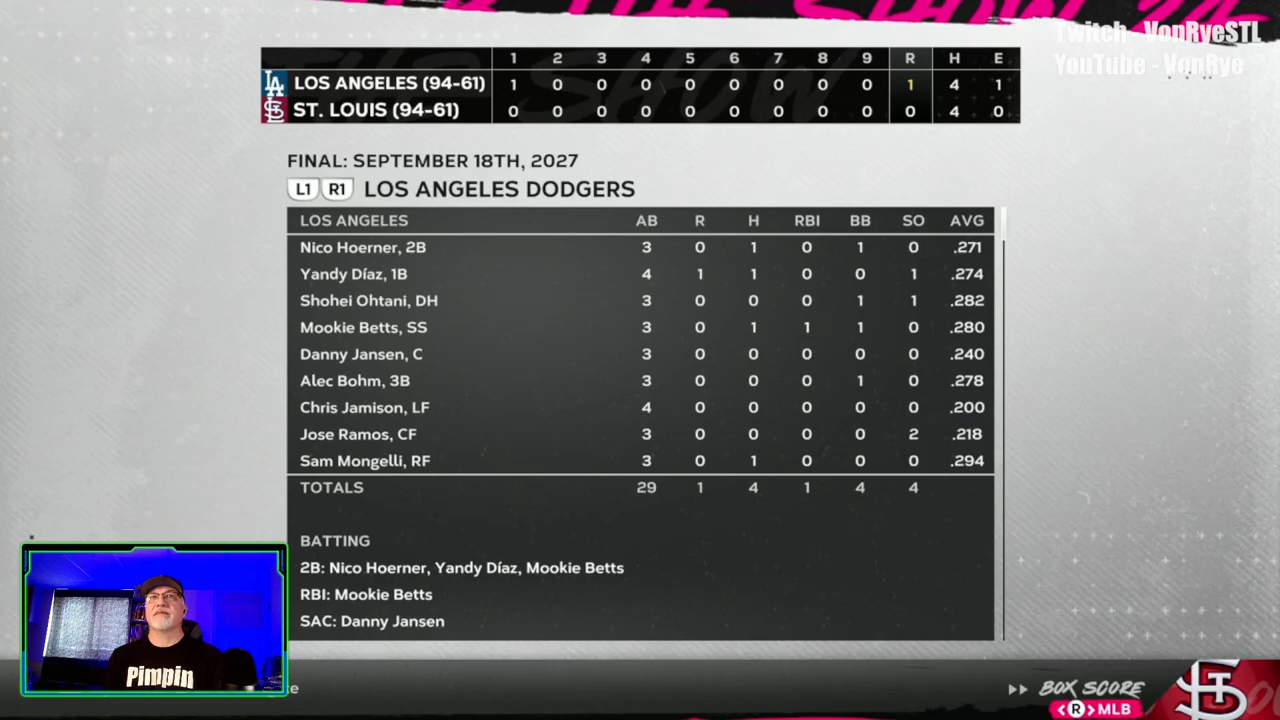 THE SHOW 24
Twitch - VonRyeSTL
YouTube - VonRye
1 2 3 4 5 6 7 8 9 R H E
LOS ANGELES (94-61) 1 0 0 0 0 0 0 0 0 1 4 1
ST. LOUIS (94-61) 0 0 0 0 0 0 0 0 0 0 4 0
FINAL: SEPTEMBER 18TH, 2027
L1 R1 LOS ANGELES DODGERS
LOS ANGELES AB R H RBI BB SO AVG
Nico Hoerner, 2B 3 0 1 0 1 0 .271
Yandy Díaz, 1B 4 1 1 0 0 1 .274
Shohei Ohtani, DH 3 0 0 0 1 1 .282
Mookie Betts, SS 3 0 1 1 1 0 .280
Danny Jansen, C 3 0 0 0 0 0 .240
Alec Bohm, 3B 3 0 0 0 1 0 .278
Chris Jamison, LF 4 0 0 0 0 0 .200
Jose Ramos, CF 3 0 0 0 0 2 .218
Sam Mongelli, RF 3 0 1 0 0 0 .294
TOTALS 29 1 4 1 4 4
BATTING
2B: Nico Hoerner, Yandy Díaz, Mookie Betts
RBI: Mookie Betts
SAC: Danny Jansen
Pimpin
BOX SCORE
<R> MLB